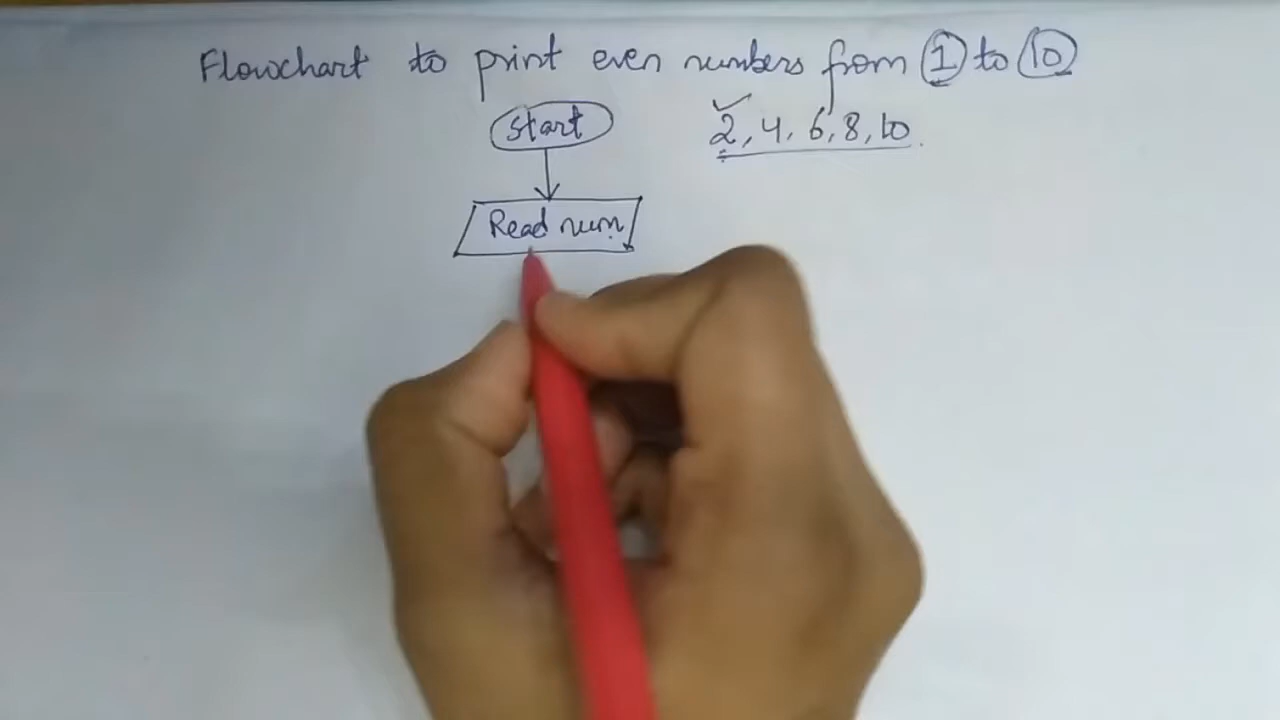 Flowchart to print even numbers from 1 to 10
Start
2, 4, 6, 8, 10.
Read num